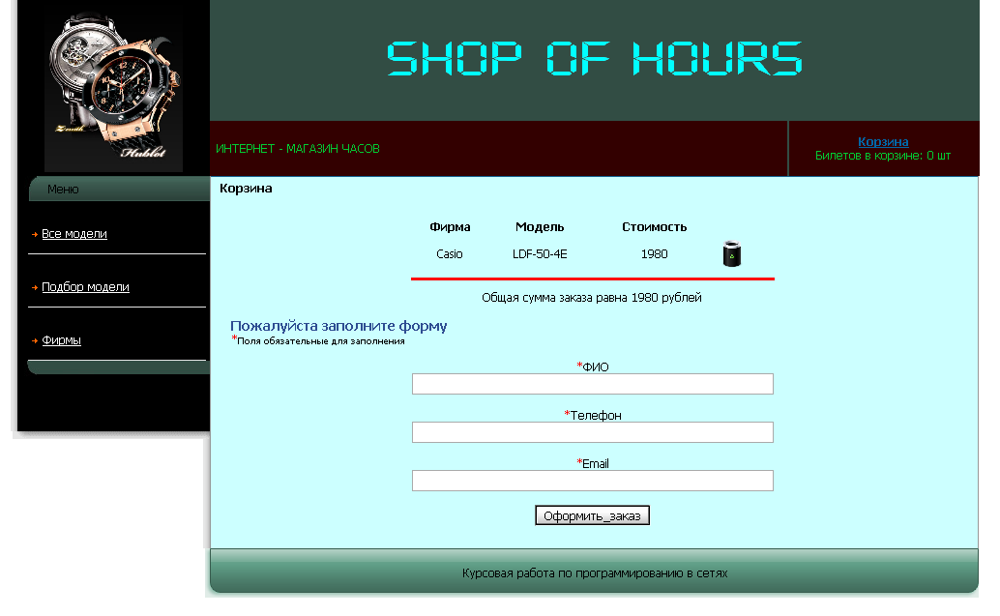 SHOP OF HOURS
Zenith
Hublot
ИНТЕРНЕТ - МАГАЗИН ЧАСОВ
Корзина
Билетов в корзине: 0 шт
Меню
Все модели
Подбор модели
Фирмы
Корзина
Фирма Модель Стоимость
Casio LDF-50-4E 1980
Общая сумма заказа равна 1980 рублей
Пожалуйста заполните форму
*Поля обязательные для заполнения
*ФИО
*Телефон
*Email
Оформить_заказ
Курсовая работа по программированию в сетях